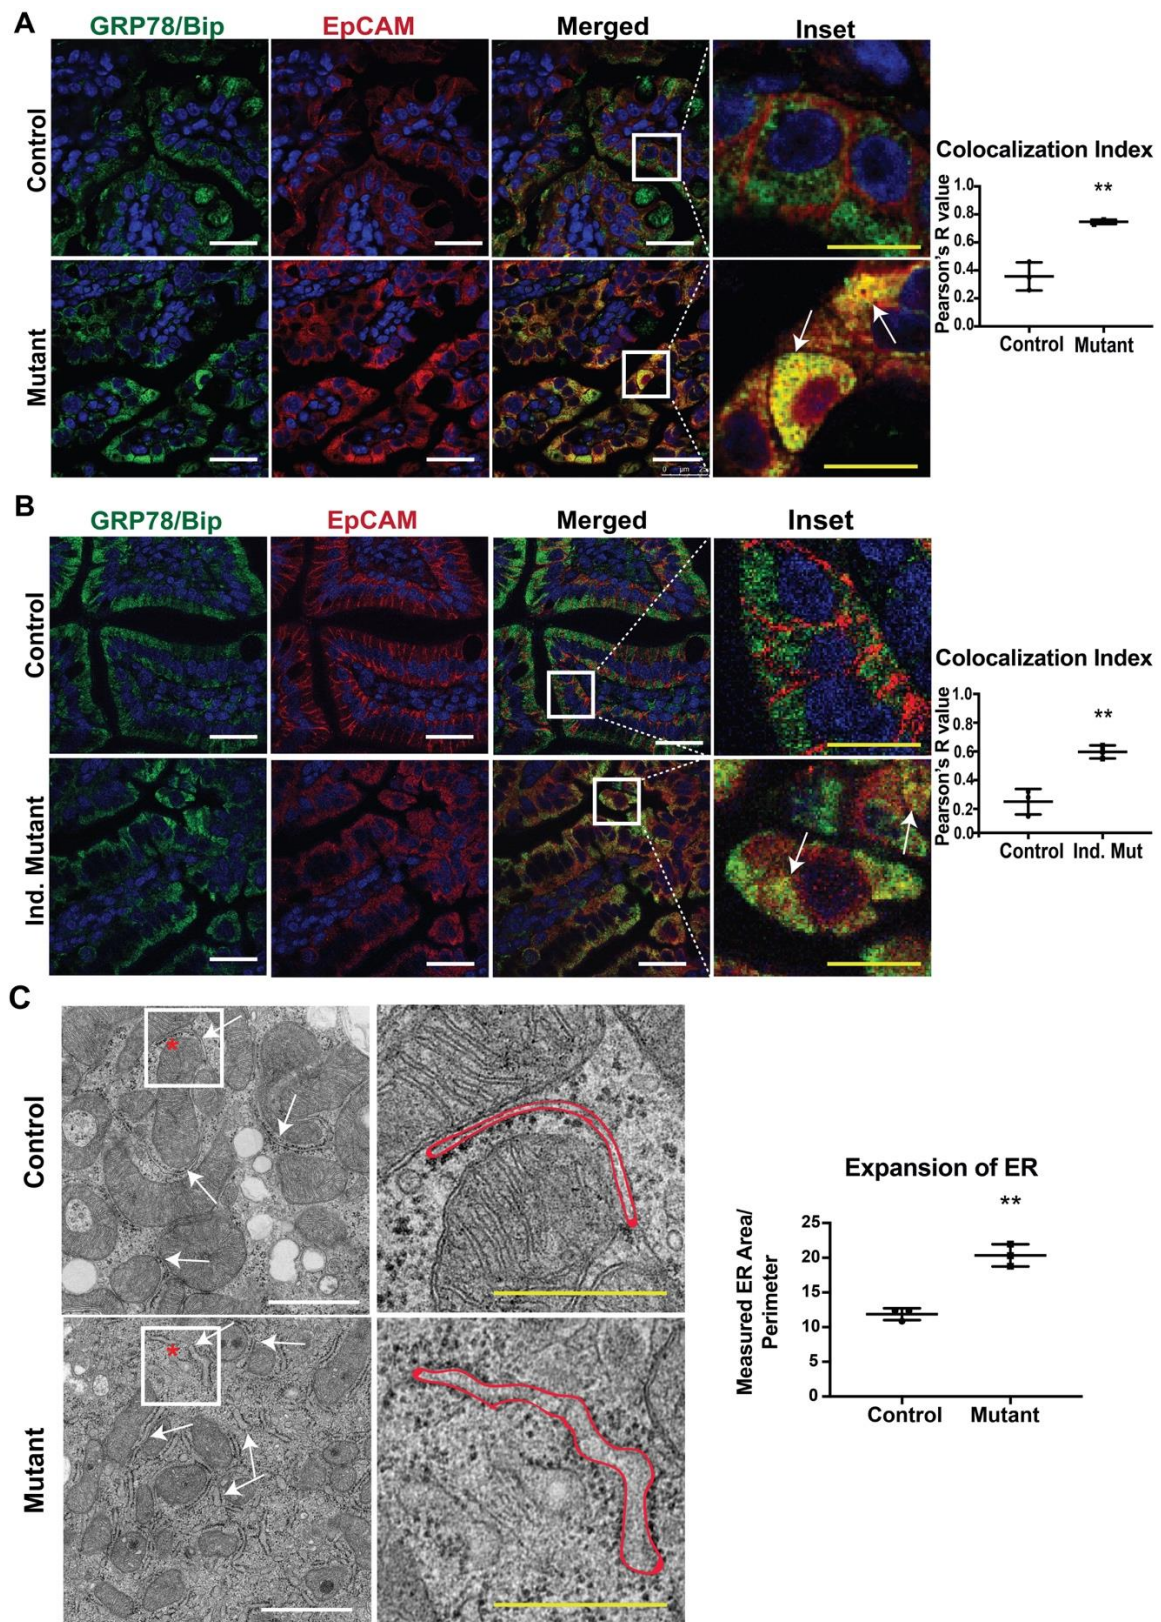 A
GRP78/Bip EpCAM Merged Inset
Control
Mutant
0 µm 25
Colocalization Index
Pearson's R value
1.0
0.8
0.6
0.4
0.2
0.0
**
Control Mutant
B
GRP78/Bip EpCAM Merged Inset
Control
Ind. Mutant
Colocalization Index
Pearson's R value
1.0
0.8
0.6
0.4
0.2
0.0
**
Control Ind. Mut
C
Control
*
Mutant
*
Expansion of ER
Measured ER Area/
Perimeter
25
20
15
10
5
0
**
Control Mutant